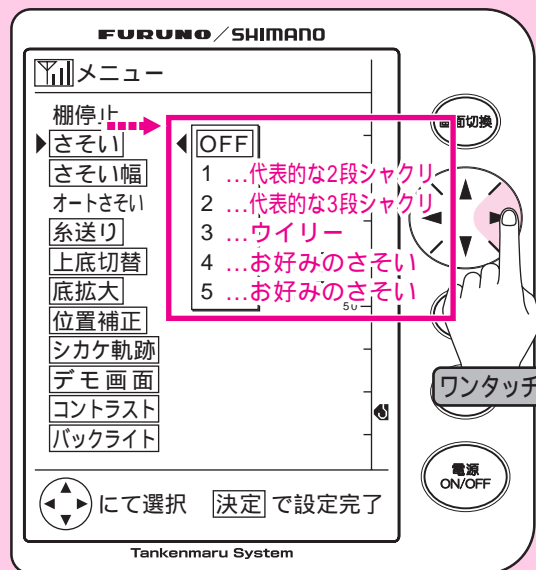 FURUNO/SHIMANO
メニュー
棚停止
さそい
さそい幅
オートさそい
糸送り
上底切替
底拡大
位置補正
シカケ軌跡
デモ画面
コントラスト
バックライト
OFF
1 ...代表的な2段シャクリ
2 ...代表的な3段シャクリ
3 ...ウイリー
4 ...お好みのさそい
5 ...お好みのさそい
50
にて選択 決定 で設定完了
画面切換
ワンタッチ
電源
ON/OFF
Tankenmaru System